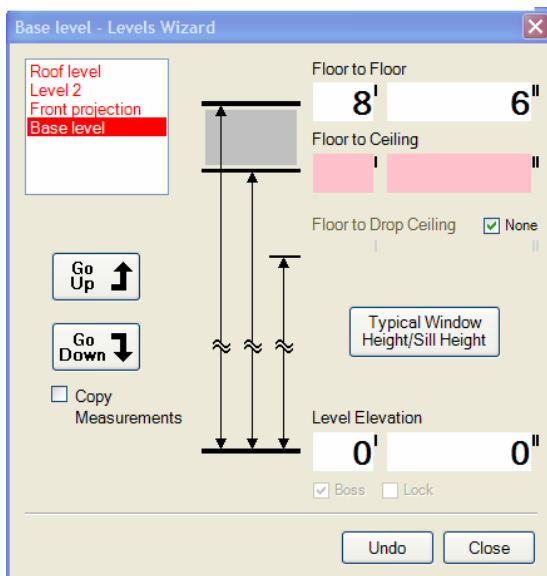 Base level - Levels Wizard
Roof level
Level 2
Front projection
Base level
Go
Up
Go
Down
Copy
Measurements
Floor to Floor
8' 6"
Floor to Ceiling
' "
Floor to Drop Ceiling None
' "
Typical Window
Height/Sill Height
Level Elevation
0' 0"
Boss Lock
Undo Close